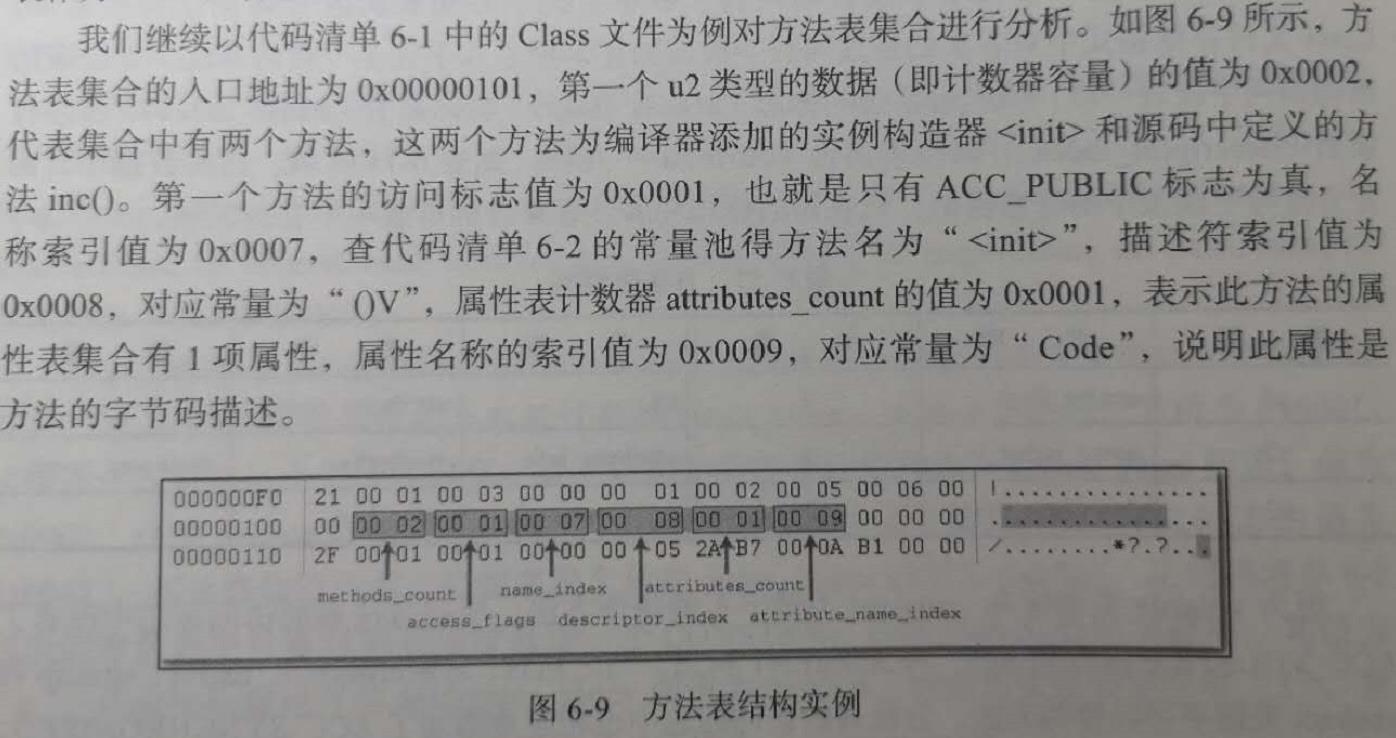 我们继续以代码清单 6-1 中的 Class 文件为例对方法表集合进行分析。如图 6-9 所示，方
法表集合的入口地址为 0x00000101，第一个 u2 类型的数据（即计数器容量）的值为 0x0002，
代表集合中有两个方法，这两个方法为编译器添加的实例构造器 <init> 和源码中定义的方
法 inc()。第一个方法的访问标志值为 0x0001，也就是只有 ACC_PUBLIC 标志为真，名
称索引值为 0x0007，查代码清单 6-2 的常量池得方法名为“<init>”，描述符索引值为
0x0008，对应常量为“()V”，属性表计数器 attributes_count 的值为 0x0001，表示此方法的属
性表集合有 1 项属性，属性名称的索引值为 0x0009，对应常量为“Code”，说明此属性是
方法的字节码描述。
000000F0 21 00 01 00 03 00 00 00 01 00 02 00 05 00 06 00 !...............
00000100 00 00 02 00 01 00 07 00 08 00 01 00 09 00 00 00 ................
00000110 2F 00 01 00 01 00 00 00 05 2A B7 00 0A B1 00 00 /........*?.?...
methods_count name_index attributes_count
access_flags descriptor_index attribute_name_index
图 6-9 方法表结构实例